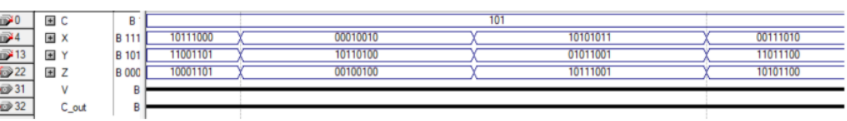 0 C B 101
4 X B 111 10111000 00010010 10101011 00111010
13 Y B 101 11001101 10110100 01011001 11011100
22 Z B 000 10001101 00100100 10111001 10101100
31 V B
32 C_out B